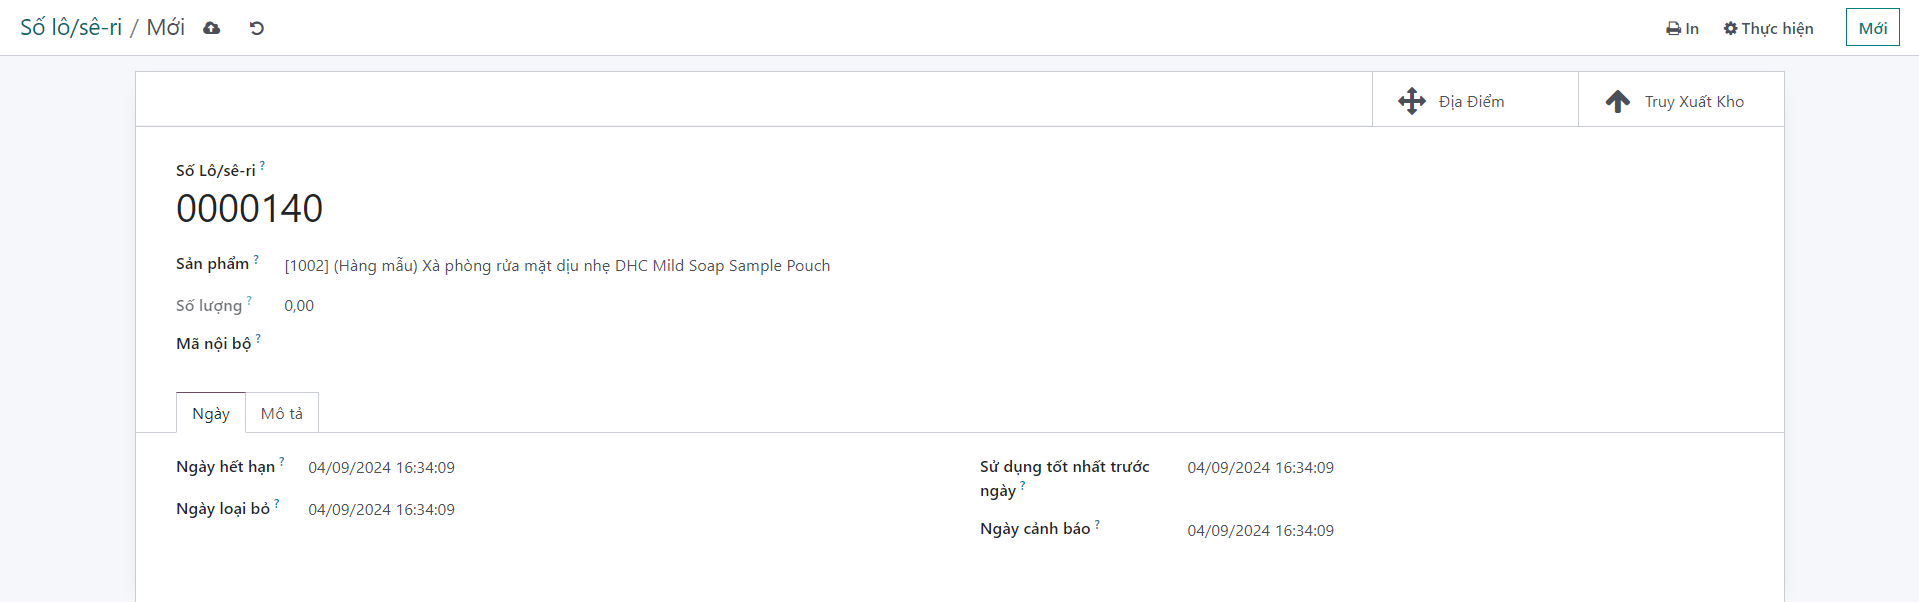 Số lô/sê-ri / Mới
In Thực hiện Mới
Địa Điểm Truy Xuất Kho
Số Lô/sê-ri ?
0000140
Sản phẩm ? [1002] (Hàng mẫu) Xà phòng rửa mặt dịu nhẹ DHC Mild Soap Sample Pouch
Số lượng ? 0,00
Mã nội bộ ?
Ngày Mô tả
Ngày hết hạn ? 04/09/2024 16:34:09
Ngày loại bỏ ? 04/09/2024 16:34:09
Sử dụng tốt nhất trước 04/09/2024 16:34:09
ngày ?
Ngày cảnh báo ? 04/09/2024 16:34:09